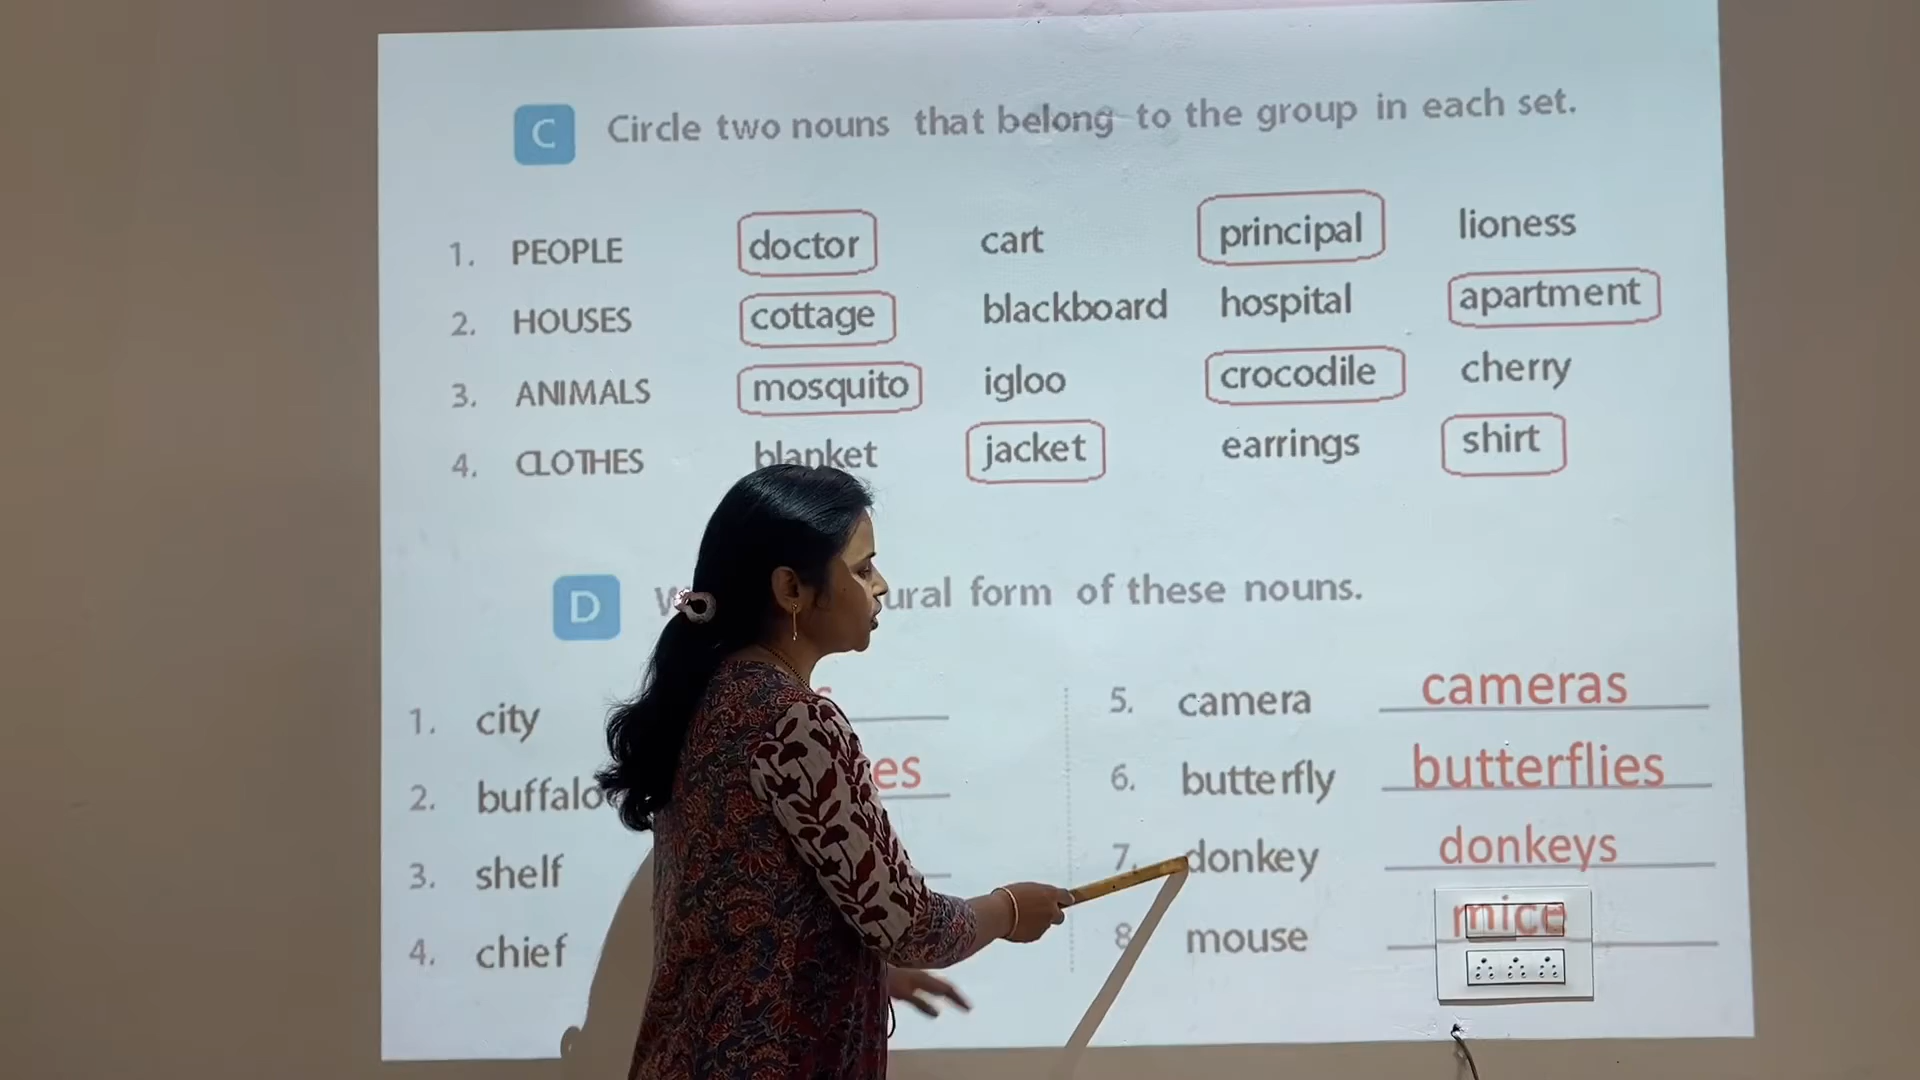 C Circle two nouns that belong to the group in each set.
1. PEOPLE doctor cart principal lioness
2. HOUSES cottage blackboard hospital apartment
3. ANIMALS mosquito igloo crocodile cherry
4. CLOTHES blanket jacket earrings shirt
D form of these nouns.
1. city
2. buffalo
3. shelf
4. chief
5. camera cameras
6. butterfly butterflies
7. donkey donkeys
8 mouse mice